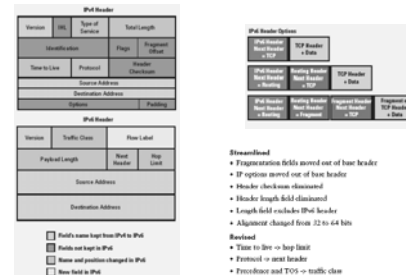 IPv4 Header
Version IHL Type of Service Total Length
Identification Flags Fragment Offset
Time to Live Protocol Header Checksum
Source Address
Destination Address
Options Padding
IPv6 Header
Version Traffic Class Flow Label
Payload Length Next Header Hop Limit
Source Address
Destination Address
Field's name kept from IPv4 to IPv6
Fields not kept in IPv6
Name and position changed in IPv6
New field in IPv6
IPv6 Header Options
IPv6 Header Next Header = TCP
TCP Header + Data
IPv6 Header Next Header = Routing
Routing Header Next Header = TCP
TCP Header + Data
IPv6 Header Next Header = Routing
Routing Header Next Header = Fragment
Fragment Header Next Header = TCP
Fragment
TCP Header
+ Data
Streamlined
• Fragmentation fields moved out of base header
• IP options moved out of base header
• Header checksum eliminated
• Header length field eliminated
• Length field excludes IPv6 header
• Alignment changed from 32 to 64 bits
Revised
• Time to live -> hop limit
• Protocol -> next header
• Precedence and TOS -> traffic class